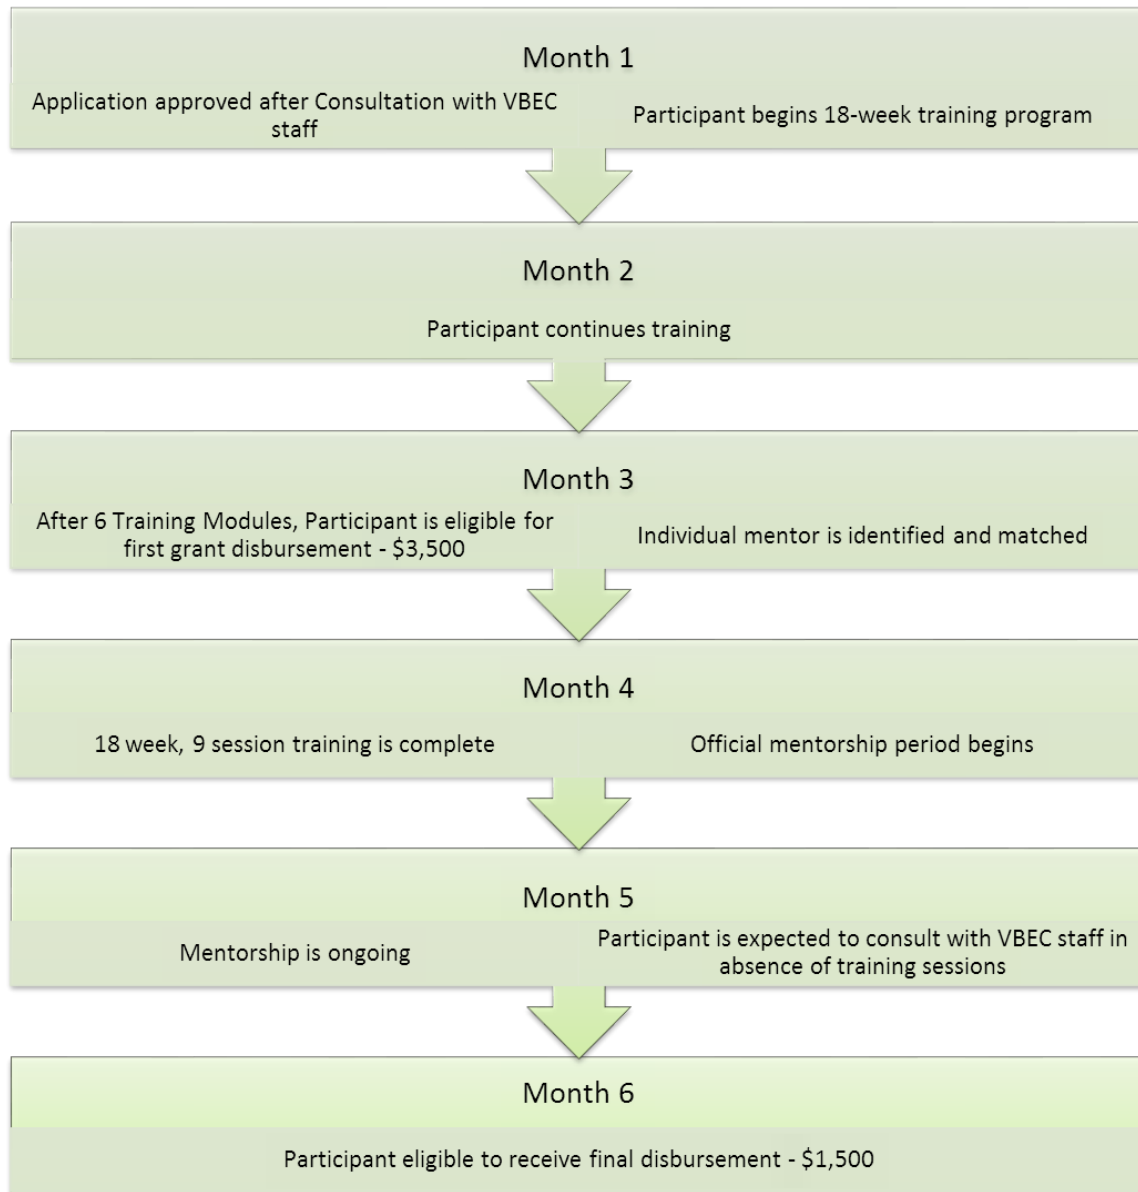 Month 1
Application approved after Consultation with VBEC
staff
Participant begins 18-week training program
Month 2
Participant continues training
Month 3
After 6 Training Modules, Participant is eligible for
first grant disbursement - $3,500
Individual mentor is identified and matched
Month 4
18 week, 9 session training is complete
Official mentorship period begins
Month 5
Mentorship is ongoing
Participant is expected to consult with VBEC staff in
absence of training sessions
Month 6
Participant eligible to receive final disbursement - $1,500